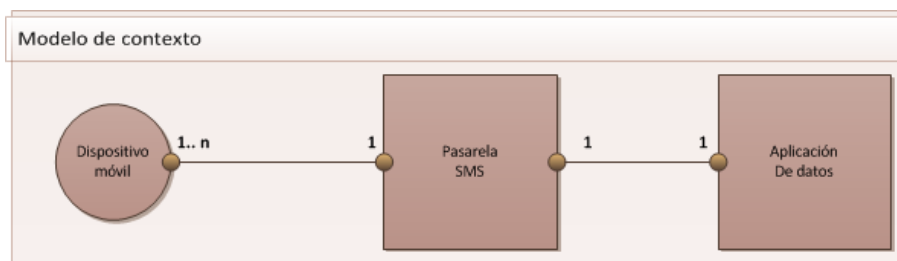 Modelo de contexto
1.. n
1
1
1
Dispositivo
móvil
Pasarela
SMS
Aplicación
De datos